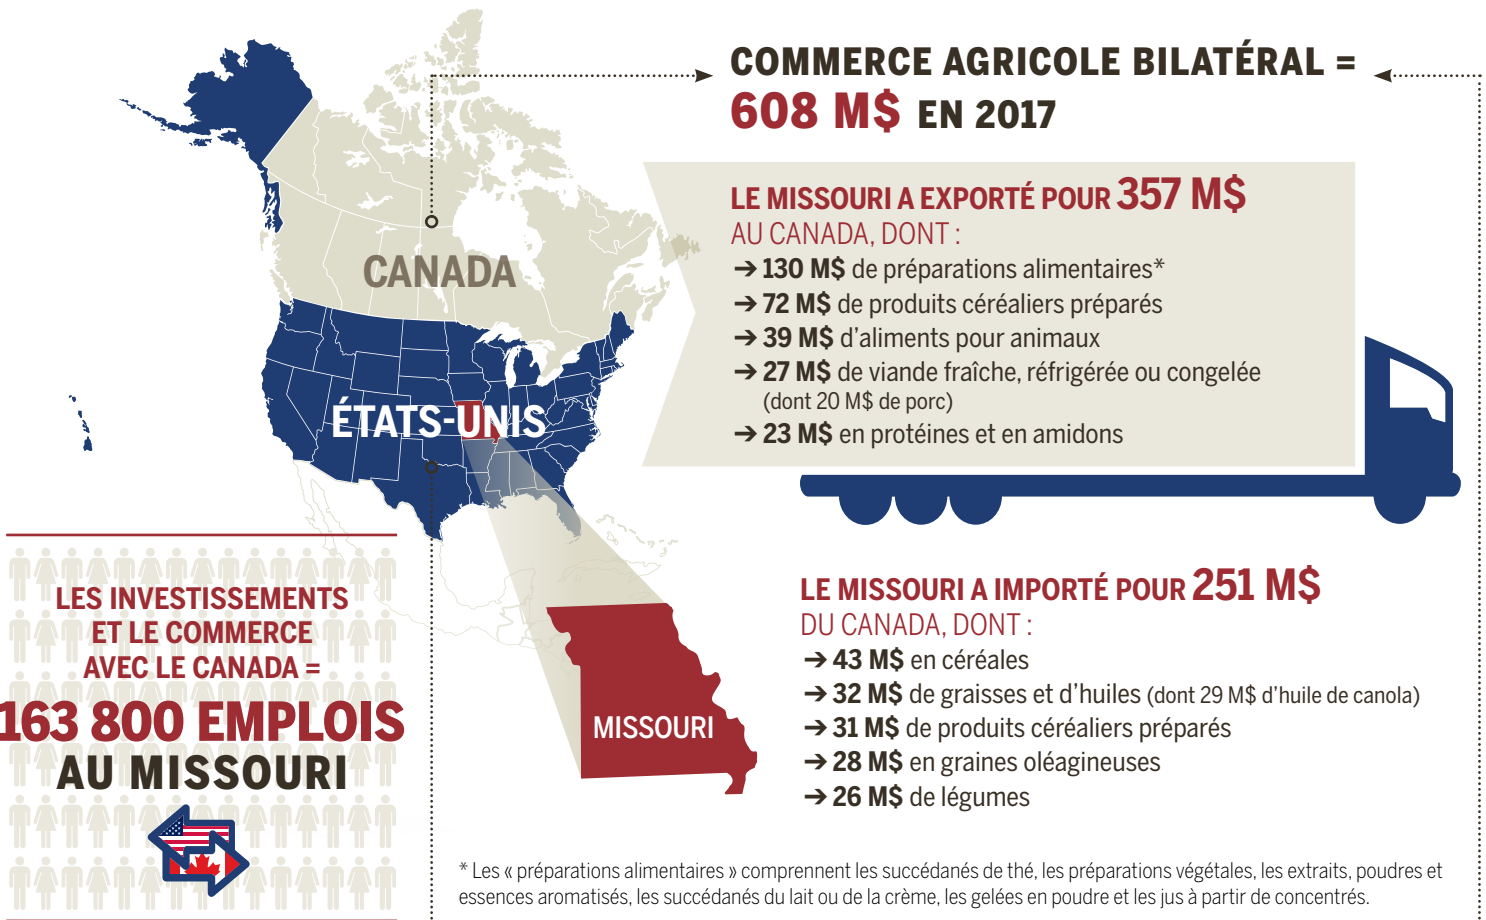 COMMERCE AGRICOLE BILATÉRAL =
608 M$ EN 2017
LE MISSOURI A EXPORTÉ POUR 357 M$
AU CANADA, DONT :
➔ 130 M$ de préparations alimentaires*
➔ 72 M$ de produits céréaliers préparés
➔ 39 M$ d'aliments pour animaux
➔ 27 M$ de viande fraîche, réfrigérée ou congelée
(dont 20 M$ de porc)
➔ 23 M$ en protéines et en amidons
CANADA
ÉTATS-UNIS
LES INVESTISSEMENTS
ET LE COMMERCE
AVEC LE CANADA =
163 800 EMPLOIS
AU MISSOURI
MISSOURI
LE MISSOURI A IMPORTÉ POUR 251 M$
DU CANADA, DONT :
➔ 43 M$ en céréales
➔ 32 M$ de graisses et d'huiles (dont 29 M$ d'huile de canola)
➔ 31 M$ de produits céréaliers préparés
➔ 28 M$ en graines oléagineuses
➔ 26 M$ de légumes
* Les « préparations alimentaires » comprennent les succédanés de thé, les préparations végétales, les extraits, poudres et
essences aromatisés, les succédanés du lait ou de la crème, les gelées en poudre et les jus à partir de concentrés.